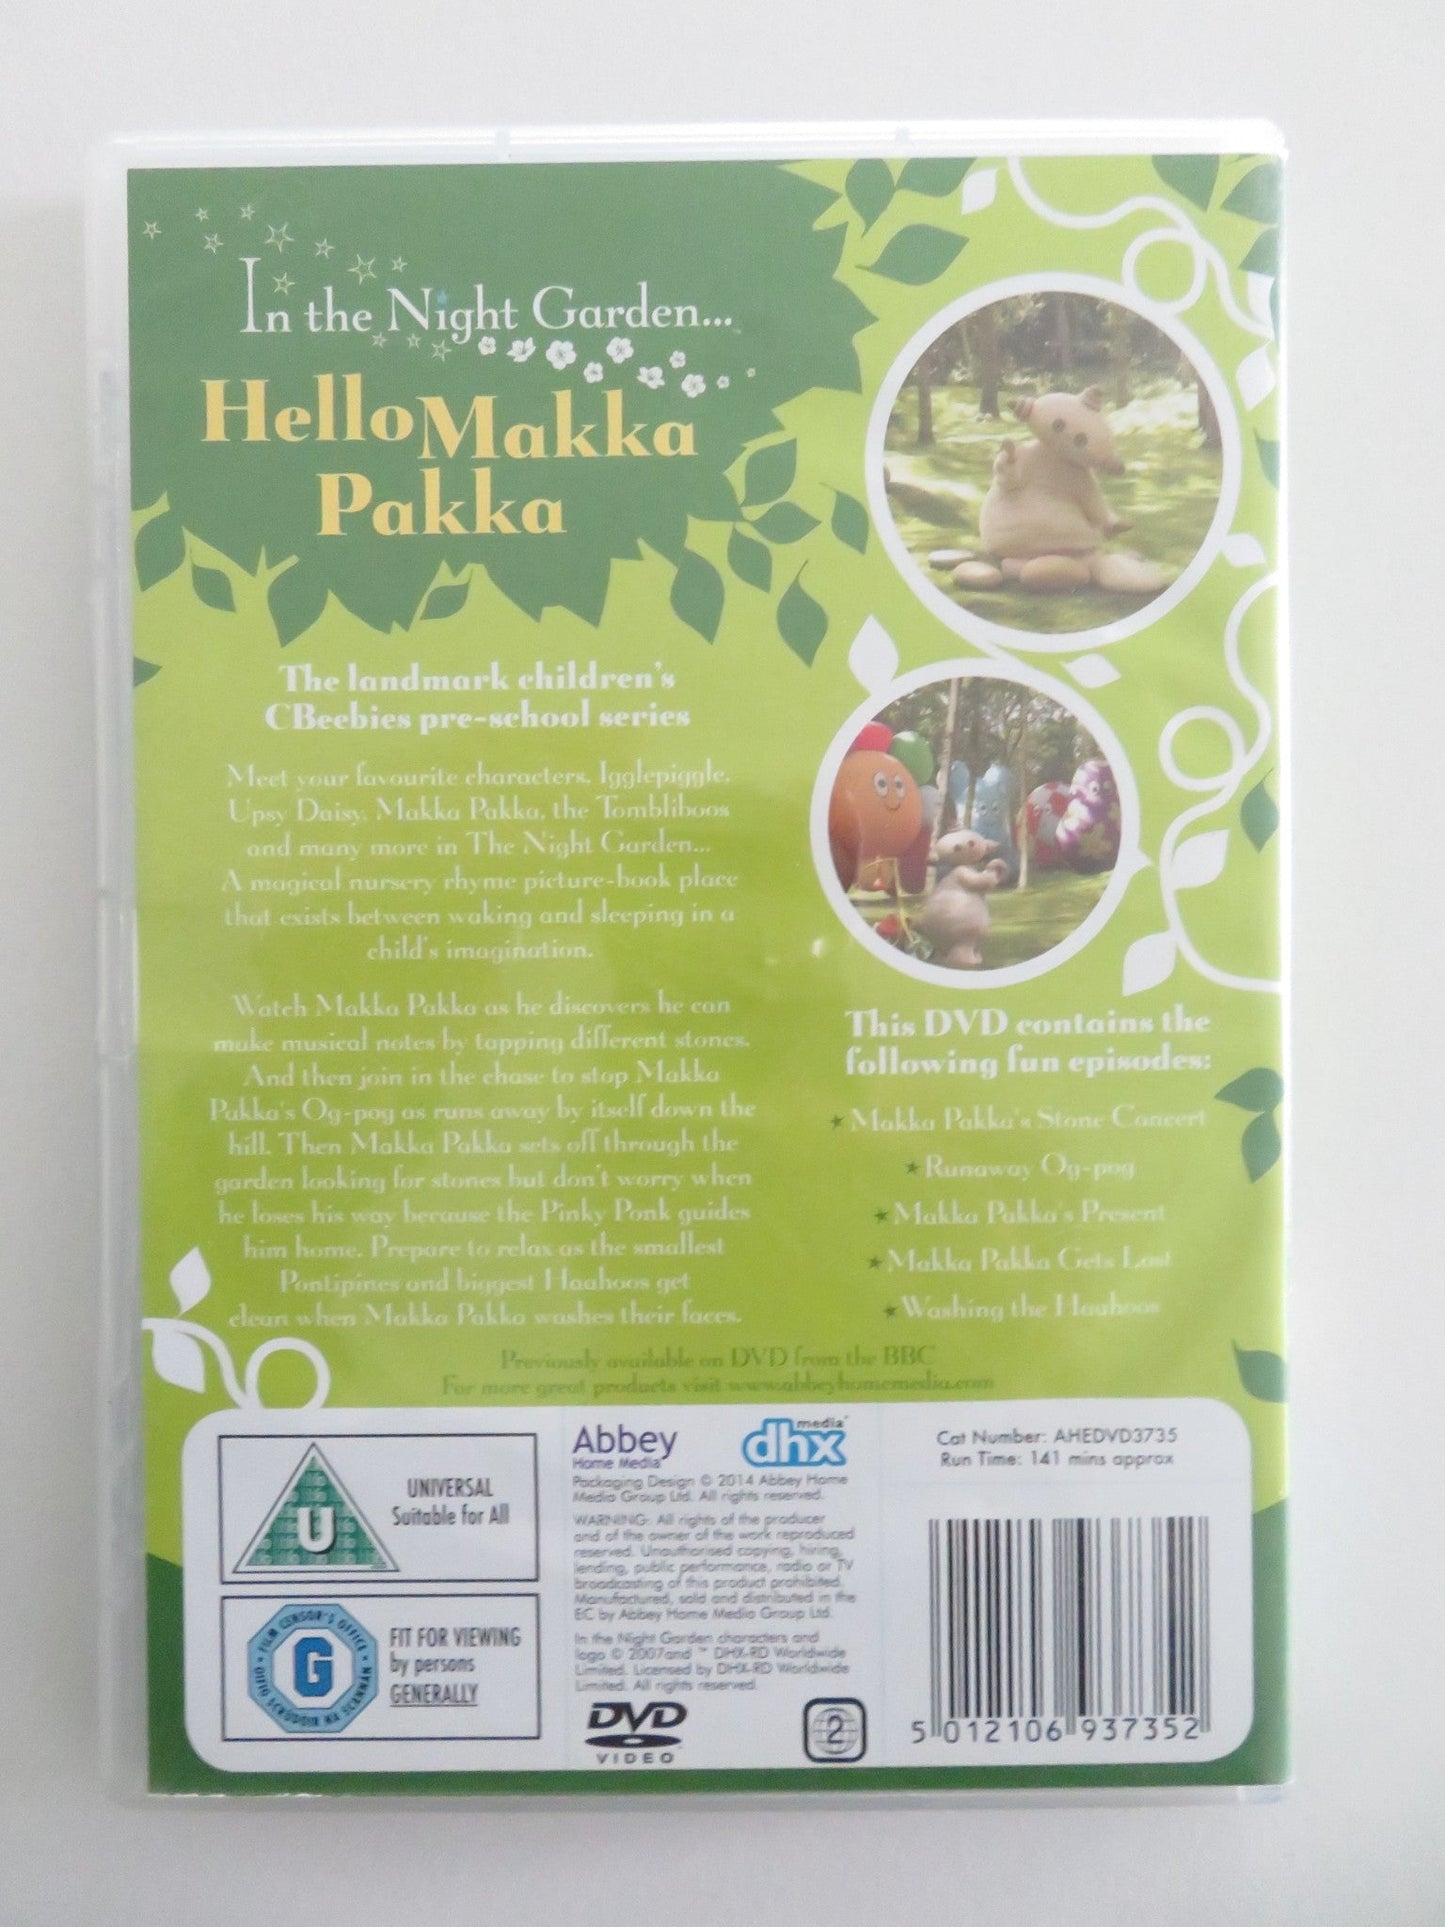 In the Night Garden...
Hello Makka
Pakka
The landmark children's
CBeebies pre-school series
Meet your favourite characters, Igglepiggle,
Upsy Daisy, Makka Pakka, the Tombliboos
and many more in The Night Garden...
A magical nursery rhyme picture-book place
that exists between waking and sleeping in a
child's imagination.
Watch Makka Pakka as he discovers he can
make musical notes by tapping different stones.
And then join in the chase to stop Makka
Pakka's Og-pog as runs away by itself down the
hill. Then Makka Pakka sets off through the
garden looking for stones but don't worry when
he loses his way because the Pinky Ponk guides
him home. Prepare to relax as the smallest
Pontipines and biggest Haahoos get
clean when Makka Pakka washes their faces.
This DVD contains the
following fun episodes:
Makka Pakka's Stone Concert
Runaway Og-pog
Makka Pakka's Present
Makka Pakka Gets Lost
Washing the Haahoos
Previously available on DVD from the BBC
For more great products visit www.abbeyhomemedia.com
U
UNIVERSAL
Suitable for All
FILM CENSOR'S OFFICE
OIFIG SCRÚDÓIR NA SCANNÁN
G
FIT FOR VIEWING
by persons
GENERALLY
Abbey
Home Media
dhx media
Packaging Design © 2014 Abbey Home
Media Group Ltd. All rights reserved.
WARNING: All rights of the producer
and of the owner of the work reproduced
reserved. Unauthorised copying, hiring,
lending, public performance, radio or TV
broadcasting of this product prohibited.
Manufactured, sold and distributed in the
EC by Abbey Home Media Group Ltd.
In the Night Garden characters and
logo © 2007and ™ DHX-RD Worldwide
Limited. Licensed by DHX-RD Worldwide
Limited. All rights reserved.
DVD
VIDEO
2
Cat Number: AHEDVD3735
Run Time: 141 mins approx
5 012106 937352